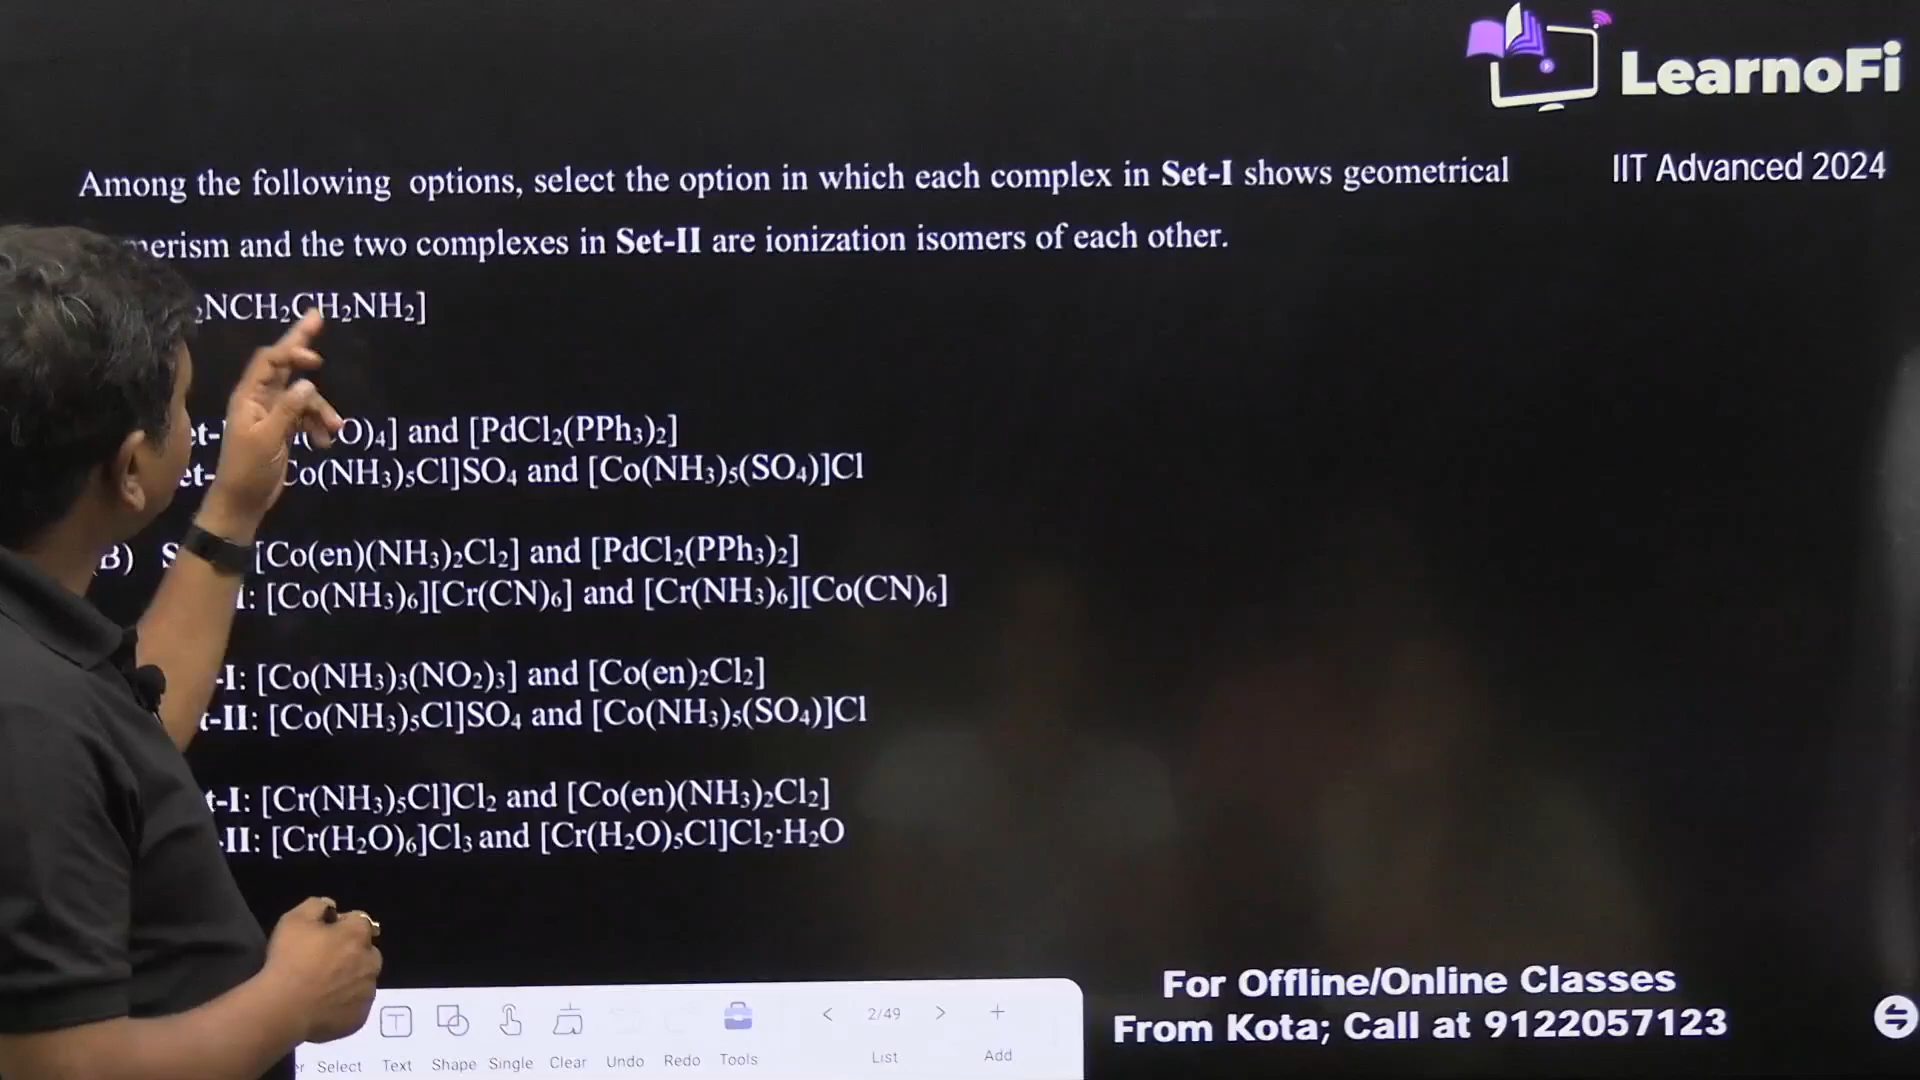 LearnoFi
IIT Advanced 2024
Among the following options, select the option in which each complex in Set-I shows geometrical
and the two complexes in Set-II are ionization isomers of each other.
₂NCH₂CH₂NH₂]
O)₄] and [PdCl₂(PPh₃)₂]
Co(NH₃)₅Cl]SO₄ and [Co(NH₃)₅(SO₄)]Cl
B) [Co(en)(NH₃)₂Cl₂] and [PdCl₂(PPh₃)₂]
I: [Co(NH₃)₆][Cr(CN)₆] and [Cr(NH₃)₆][Co(CN)₆]
-I: [Co(NH₃)₃(NO₂)₃] and [Co(en)₂Cl₂]
t-II: [Co(NH₃)₅Cl]SO₄ and [Co(NH₃)₅(SO₄)]Cl
t-I: [Cr(NH₃)₅Cl]Cl₂ and [Co(en)(NH₃)₂Cl₂]
-II: [Cr(H₂O)₆]Cl₃ and [Cr(H₂O)₅Cl]Cl₂·H₂O
For Offline/Online Classes
From Kota; Call at 9122057123
< 2/49 > +
Select Text Shape Single Clear Undo Redo Tools List Add